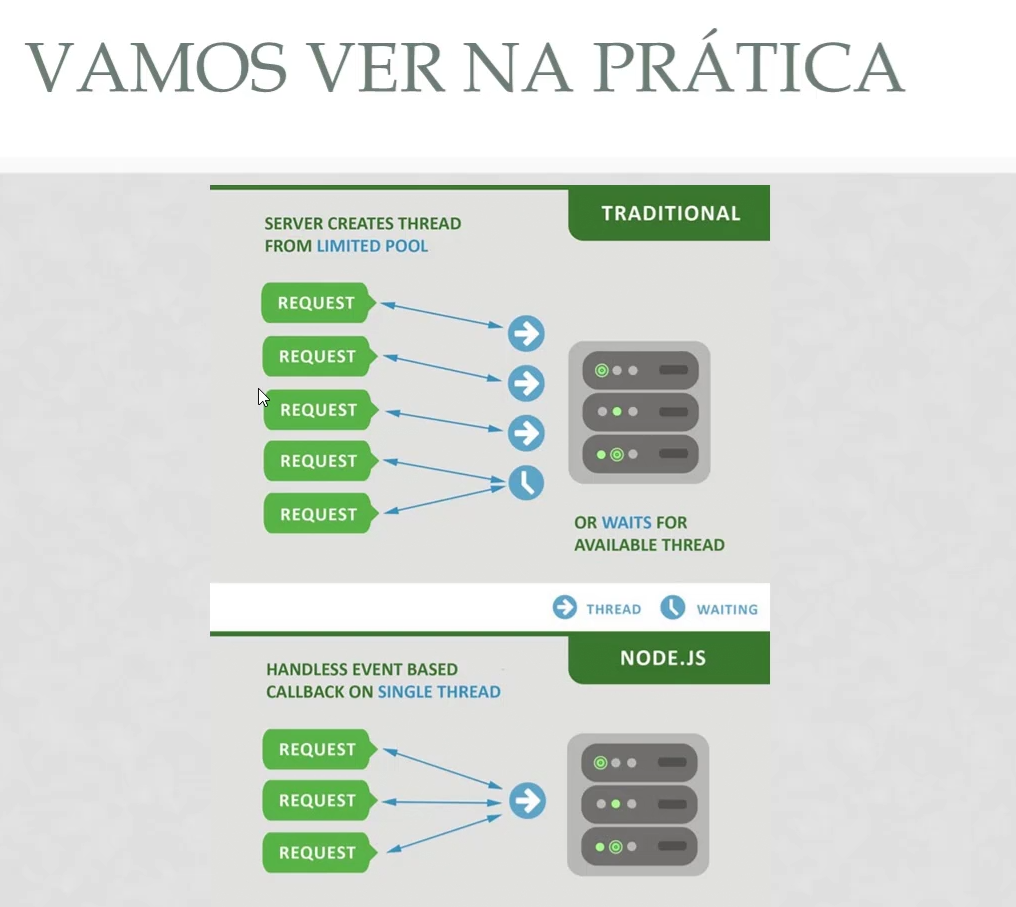 VAMOS VER NA PRÁTICA
TRADITIONAL
SERVER CREATES THREAD
FROM LIMITED POOL
REQUEST
REQUEST
REQUEST
REQUEST
REQUEST
OR WAITS FOR
AVAILABLE THREAD
THREAD WAITING
NODE.JS
HANDLESS EVENT BASED
CALLBACK ON SINGLE THREAD
REQUEST
REQUEST
REQUEST